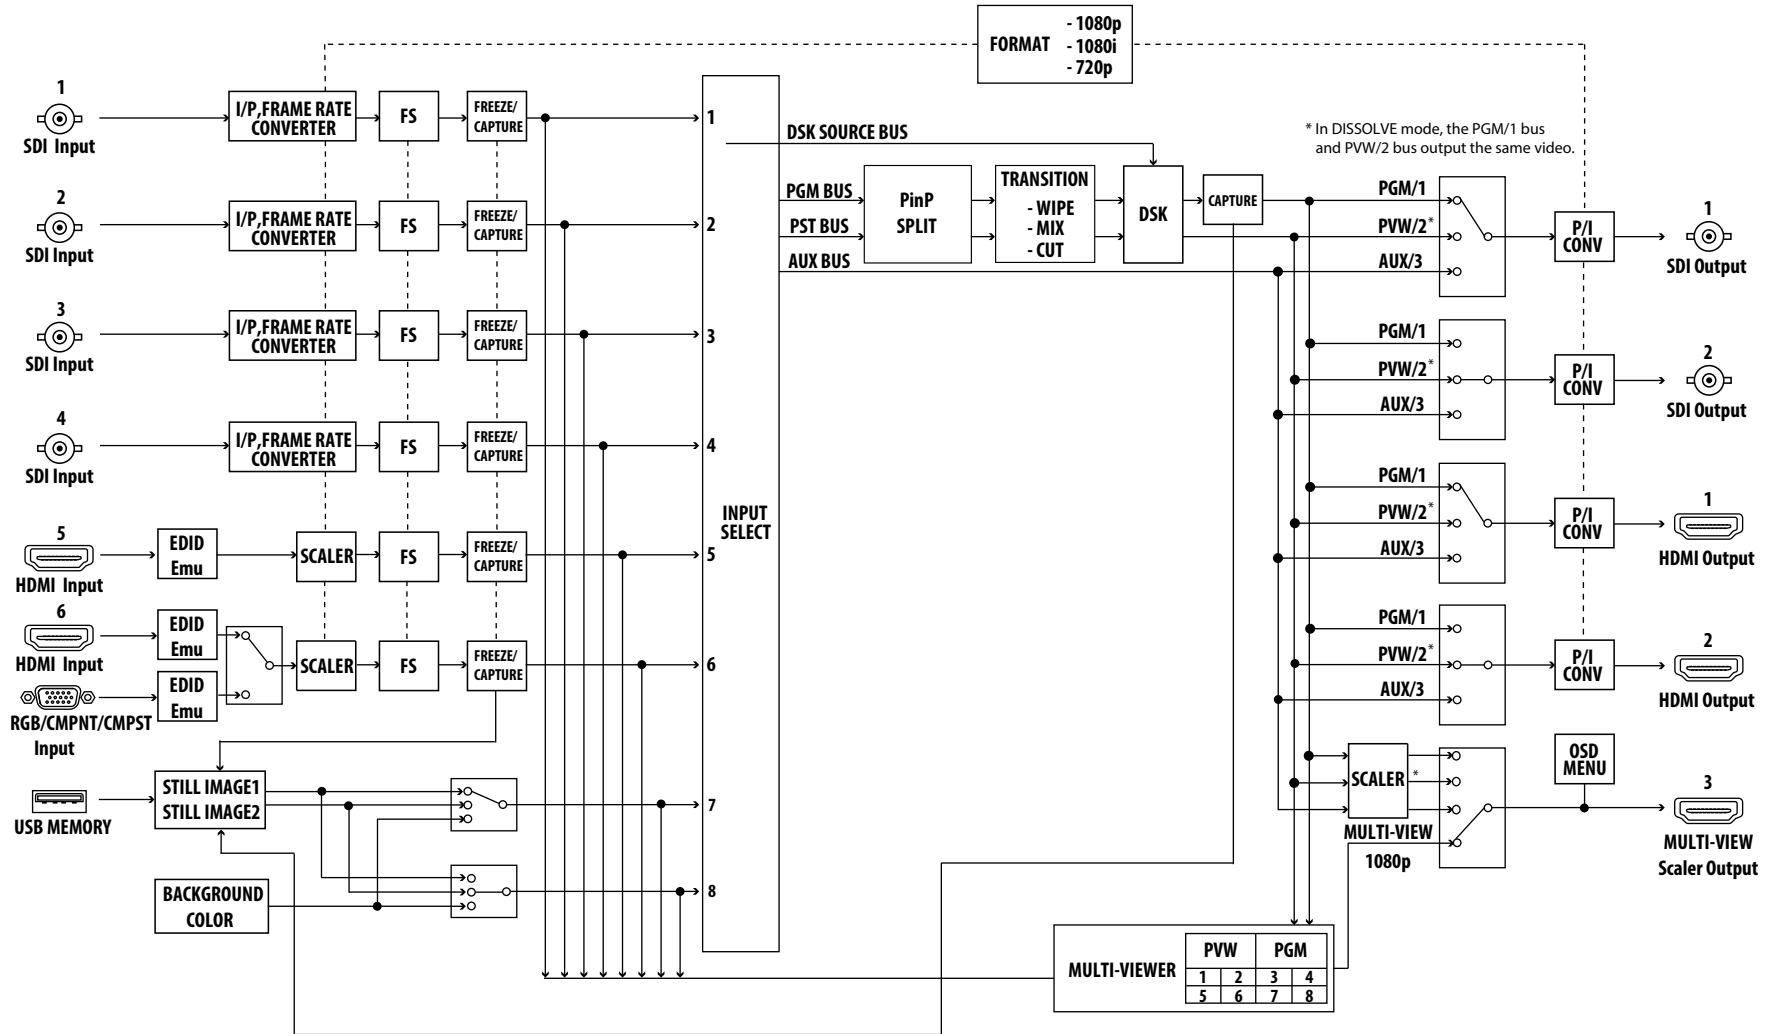 FORMAT
- 1080p
- 1080i
- 720p
1
SDI Input
I/P,FRAME RATE
CONVERTER
FS
FREEZE/
CAPTURE
1
2
SDI Input
I/P,FRAME RATE
CONVERTER
FS
FREEZE/
CAPTURE
2
3
SDI Input
I/P,FRAME RATE
CONVERTER
FS
FREEZE/
CAPTURE
3
4
SDI Input
I/P,FRAME RATE
CONVERTER
FS
FREEZE/
CAPTURE
4
5
HDMI Input
EDID
Emu
SCALER
FS
FREEZE/
CAPTURE
5
6
HDMI Input
EDID
Emu
SCALER
FS
FREEZE/
CAPTURE
6
RGB/CMPNT/CMPST
Input
EDID
Emu
USB MEMORY
STILL IMAGE1
STILL IMAGE2
7
BACKGROUND
COLOR
8
INPUT
SELECT
DSK SOURCE BUS
PGM BUS
PST BUS
AUX BUS
PinP
SPLIT
TRANSITION
- WIPE
- MIX
- CUT
DSK
CAPTURE
* In DISSOLVE mode, the PGM/1 bus
and PVW/2 bus output the same video.
PGM/1
PVW/2*
AUX/3
P/I
CONV
1
SDI Output
PGM/1
PVW/2*
AUX/3
P/I
CONV
2
SDI Output
PGM/1
PVW/2*
AUX/3
P/I
CONV
1
HDMI Output
PGM/1
PVW/2*
AUX/3
P/I
CONV
2
HDMI Output
SCALER *
MULTI-VIEW
1080p
OSD
MENU
3
MULTI-VIEW
Scaler Output
MULTI-VIEWER
PVW PGM
1 2 3 4
5 6 7 8